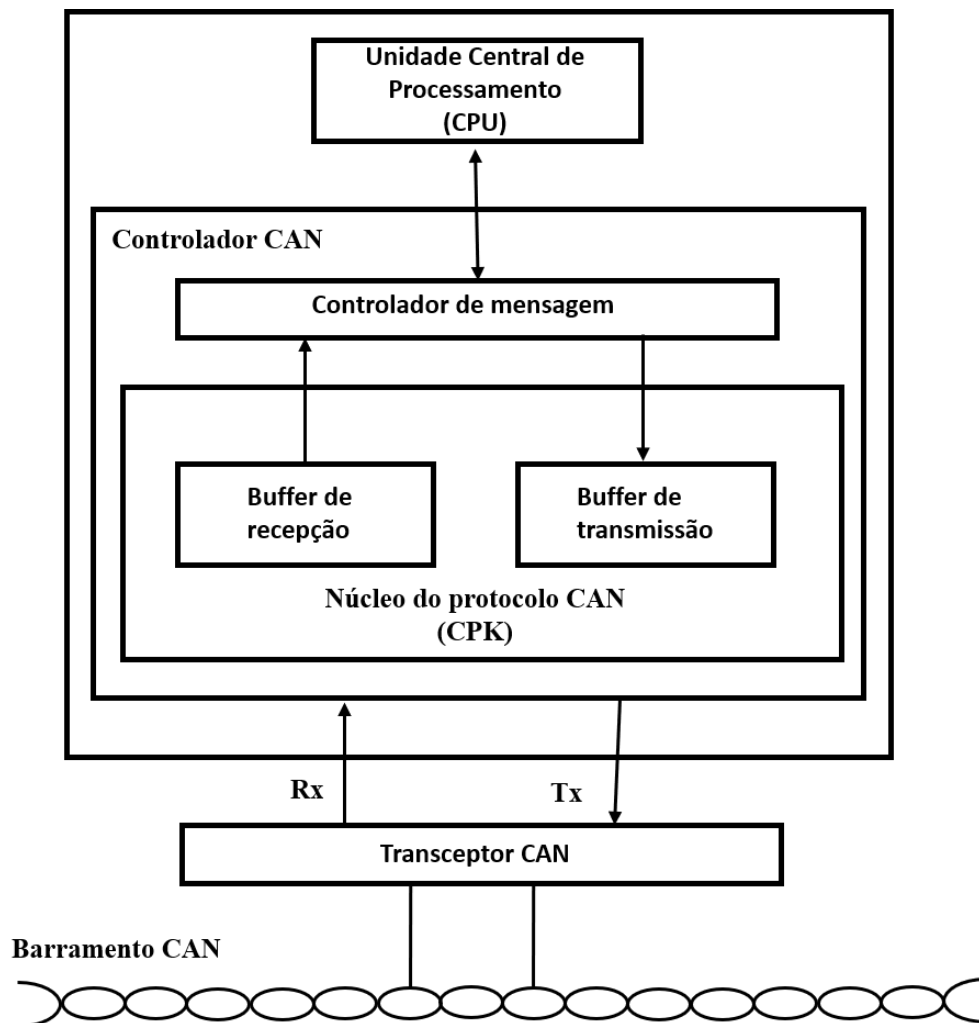 Unidade Central de
Processamento
(CPU)
Controlador CAN
Controlador de mensagem
Buffer de
recepção
Buffer de
transmissão
Núcleo do protocolo CAN
(CPK)
Rx
Tx
Transceptor CAN
Barramento CAN